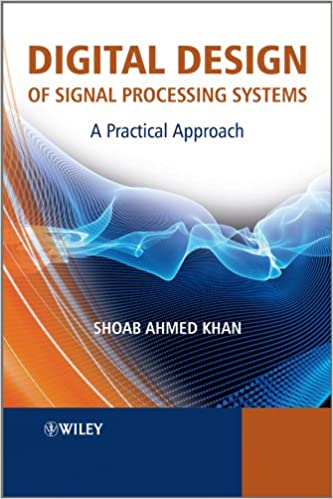 DIGITAL DESIGN
OF SIGNAL PROCESSING SYSTEMS
A Practical Approach
SHOAB AHMED KHAN
WILEY